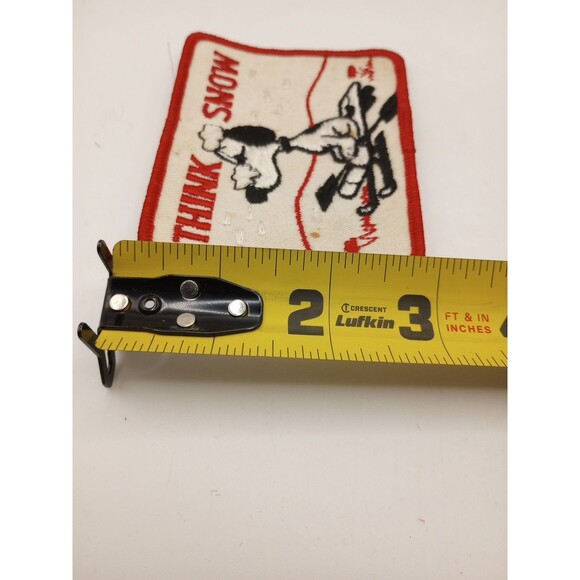 THINK SNOW
2
CRESCENT
Lufkin
3
FT & IN
INCHES